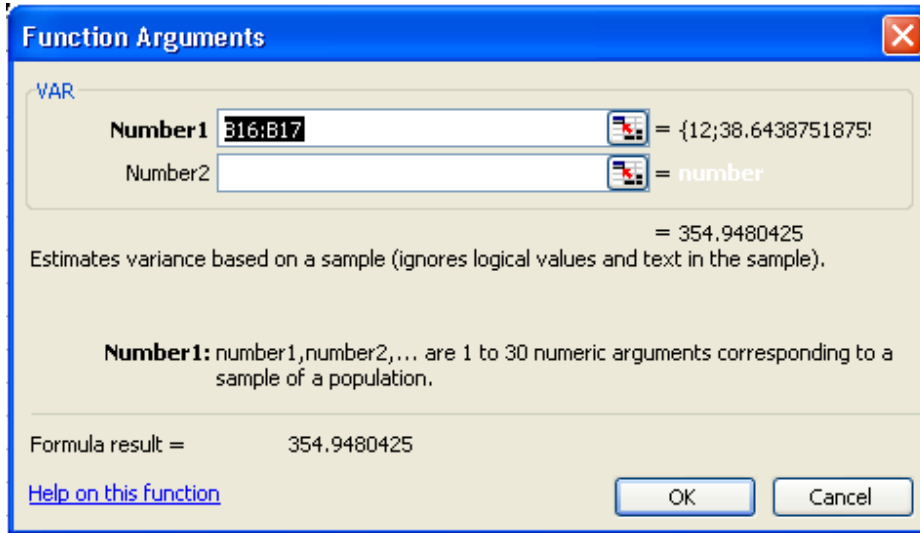 Function Arguments
VAR
Number1 B16:B17 = {12;38.6438751875!
Number2 = number
= 354.9480425
Estimates variance based on a sample (ignores logical values and text in the sample).
Number1: number1,number2,... are 1 to 30 numeric arguments corresponding to a
sample of a population.
Formula result = 354.9480425
Help on this function OK Cancel